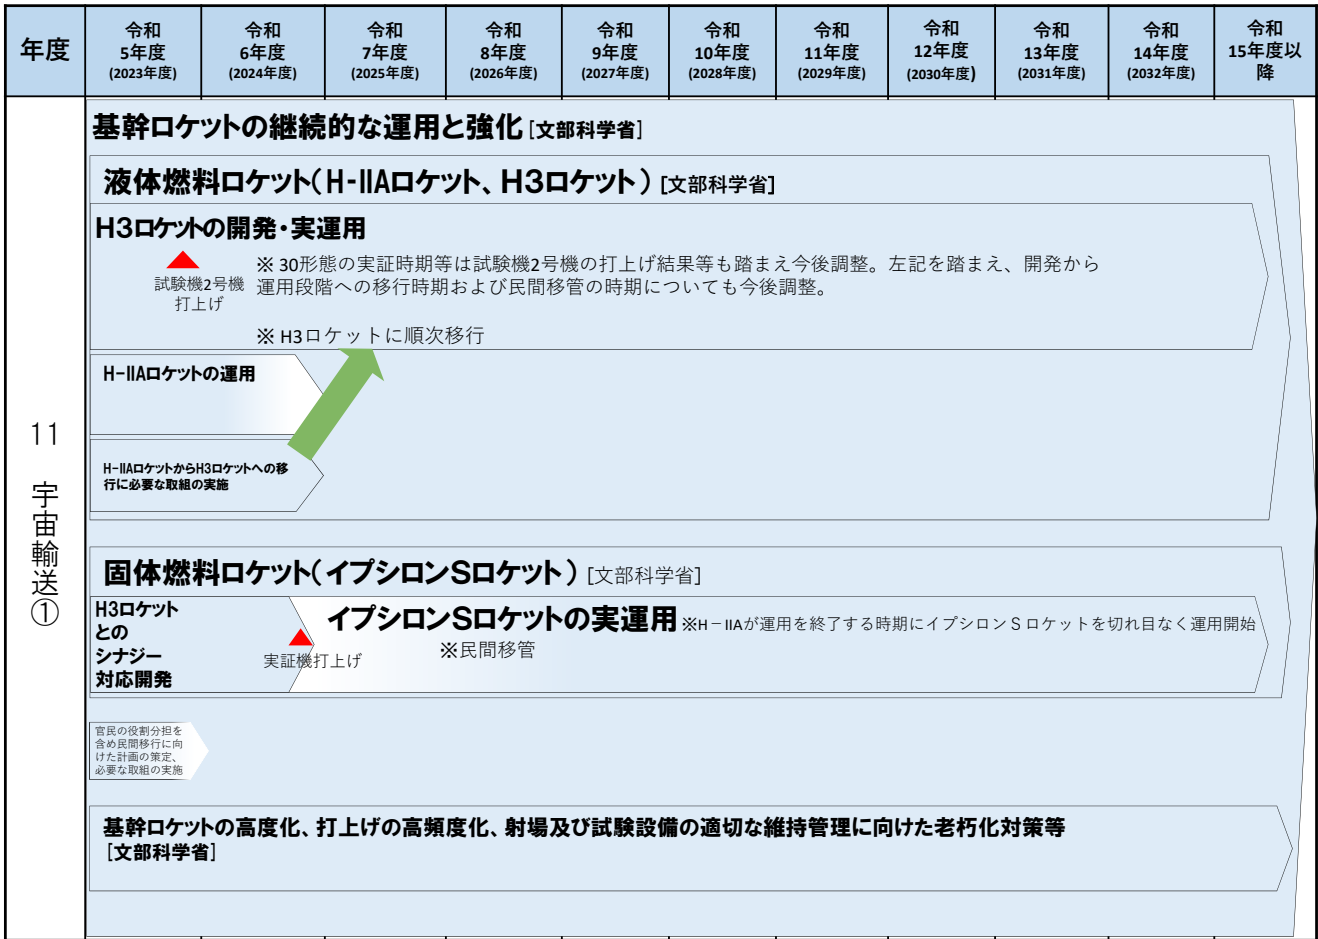 年度
令和
5年度
(2023年度)
令和
6年度
(2024年度)
令和
7年度
(2025年度)
令和
8年度
(2026年度)
令和
9年度
(2027年度)
令和
10年度
(2028年度)
令和
11年度
(2029年度)
令和
12年度
(2030年度)
令和
13年度
(2031年度)
令和
14年度
(2032年度)
令和
15年度以
降
11 宇宙輸送①
基幹ロケットの継続的な運用と強化 [文部科学省]
液体燃料ロケット(H-IIAロケット、H3ロケット) [文部科学省]
H3ロケットの開発・実運用
試験機2号機
打上げ
※ 30形態の実証時期等は試験機2号機の打上げ結果等も踏まえ今後調整。左記を踏まえ、開発から
運用段階への移行時期および民間移管の時期についても今後調整。
※ H3ロケットに順次移行
H-IIAロケットの運用
H-IIAロケットからH3ロケットへの移
行に必要な取組の実施
固体燃料ロケット(イプシロンSロケット) [文部科学省]
H3ロケット
との
シナジー
対応開発
実証機打上げ
イプシロンSロケットの実運用 ※H-IIAが運用を終了する時期にイプシロンSロケットを切れ目なく運用開始
※民間移管
官民の役割分担を
含め民間移行に向
けた計画の策定、
必要な取組の実施
基幹ロケットの高度化、打上げの高頻度化、射場及び試験設備の適切な維持管理に向けた老朽化対策等
[文部科学省]